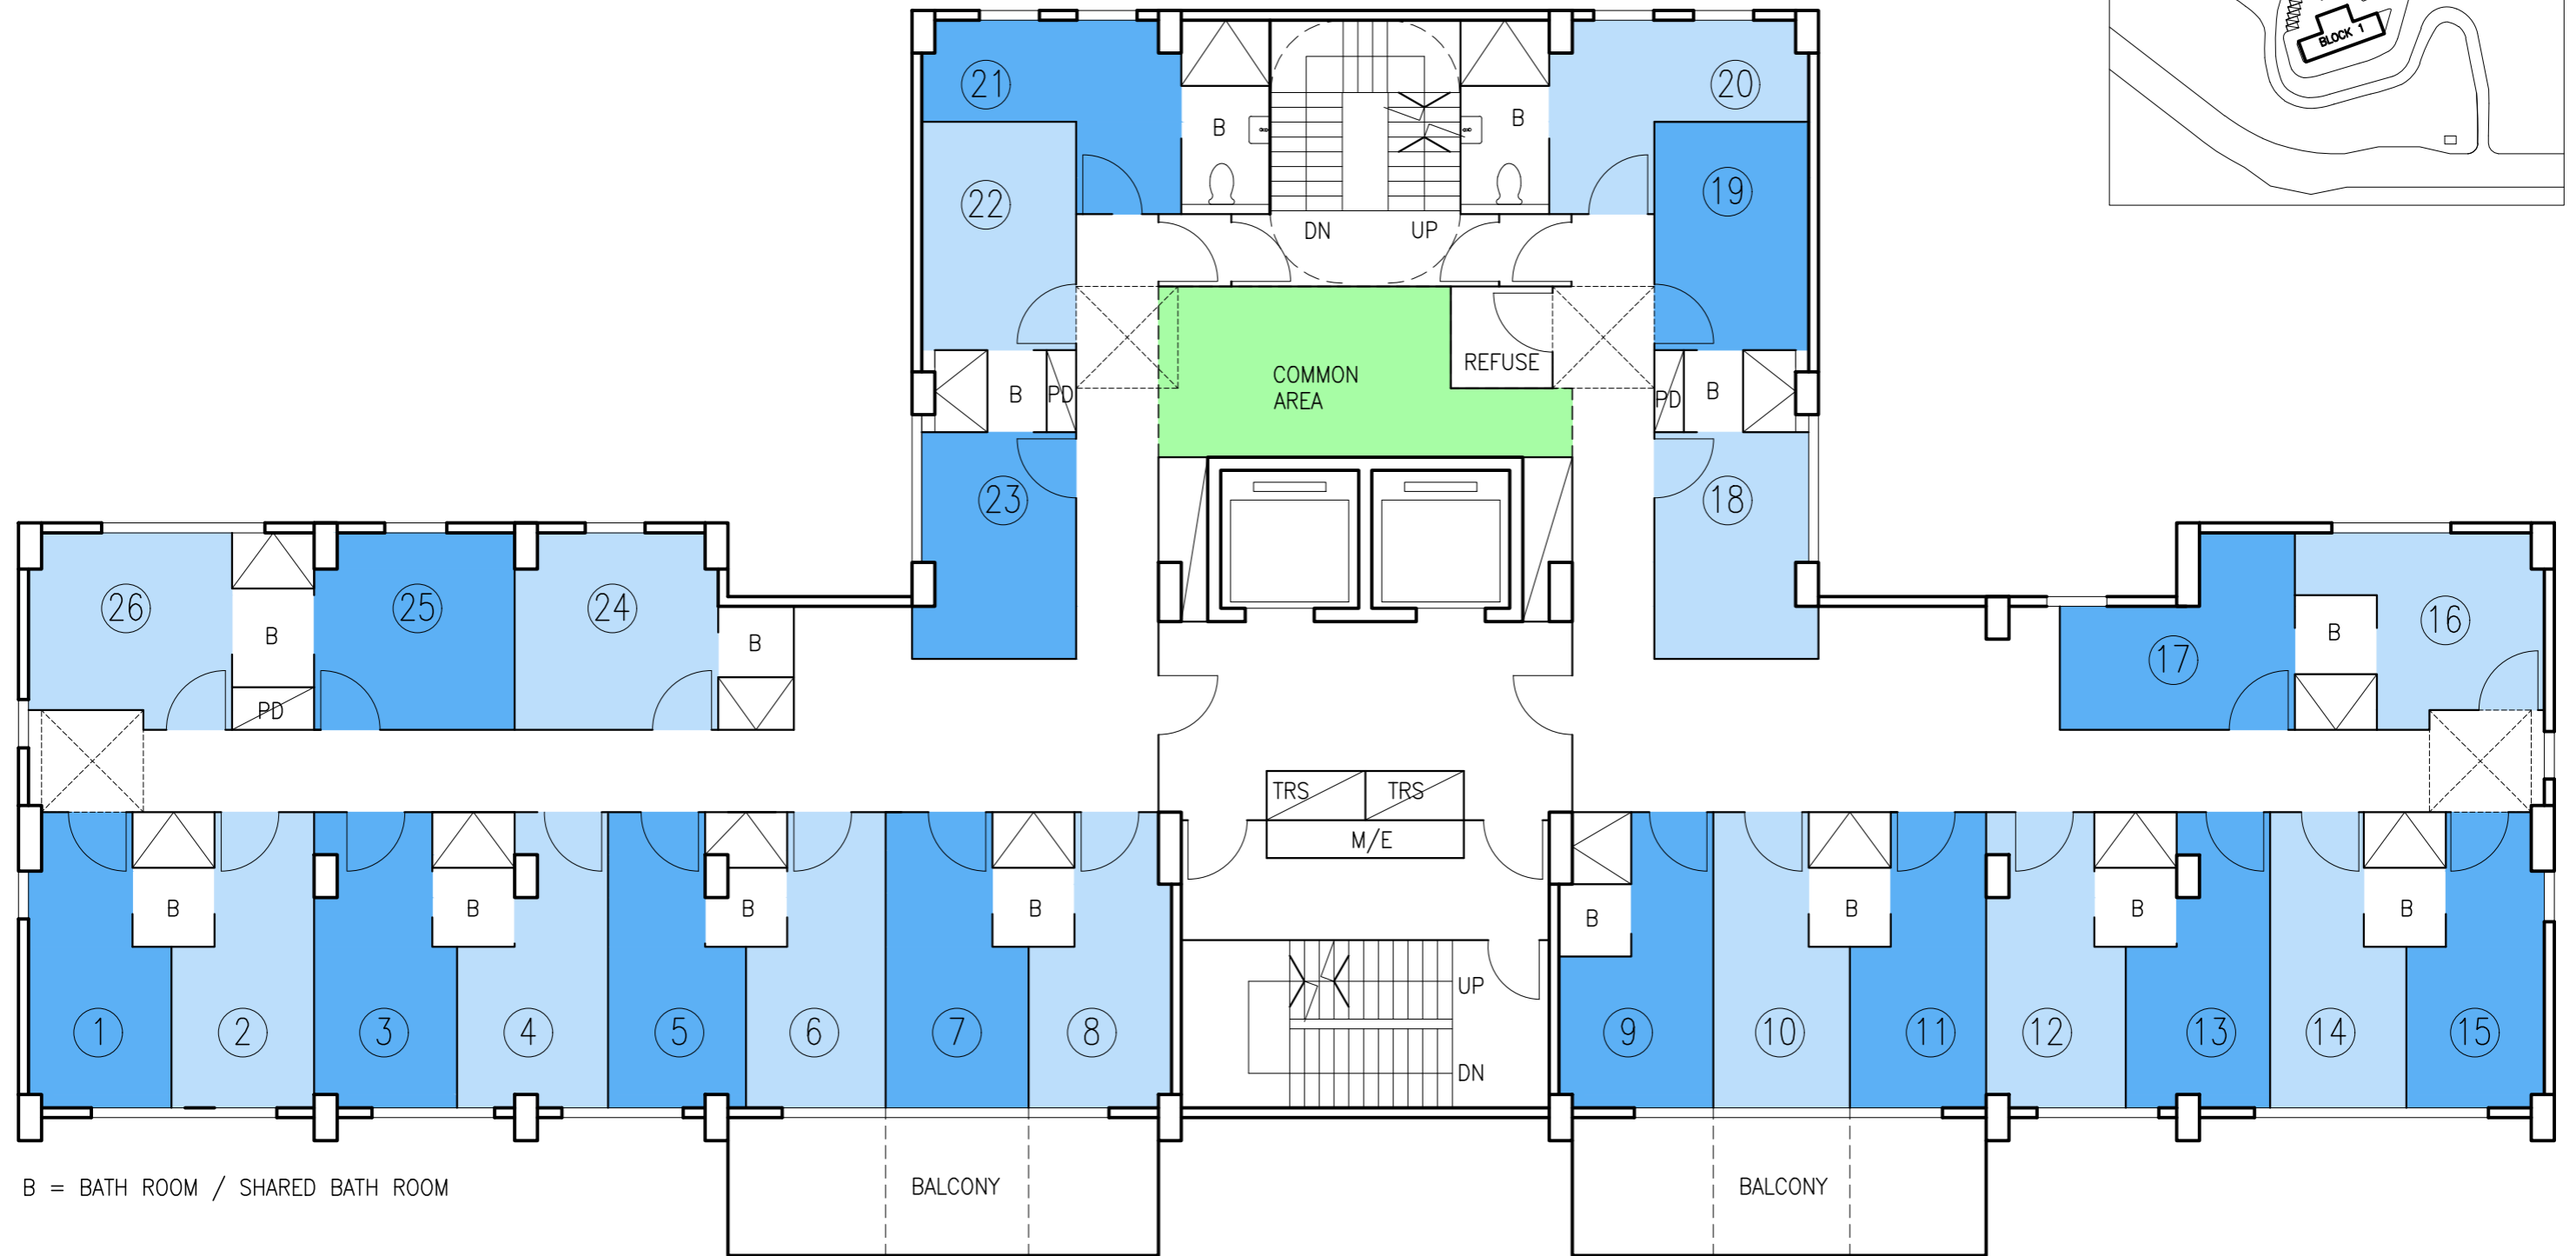 BLOCK 1
21
B
B
20
22
19
DN
UP
COMMON
AREA
REFUSE
B
PD
PD
B
23
18
26
B
PD
25
24
B
17
B
16
TRS
TRS
M/E
B
B
B
B
B
B
B
B
UP
DN
1
2
3
4
5
6
7
8
9
10
11
12
13
14
15
B = BATH ROOM / SHARED BATH ROOM
BALCONY
BALCONY